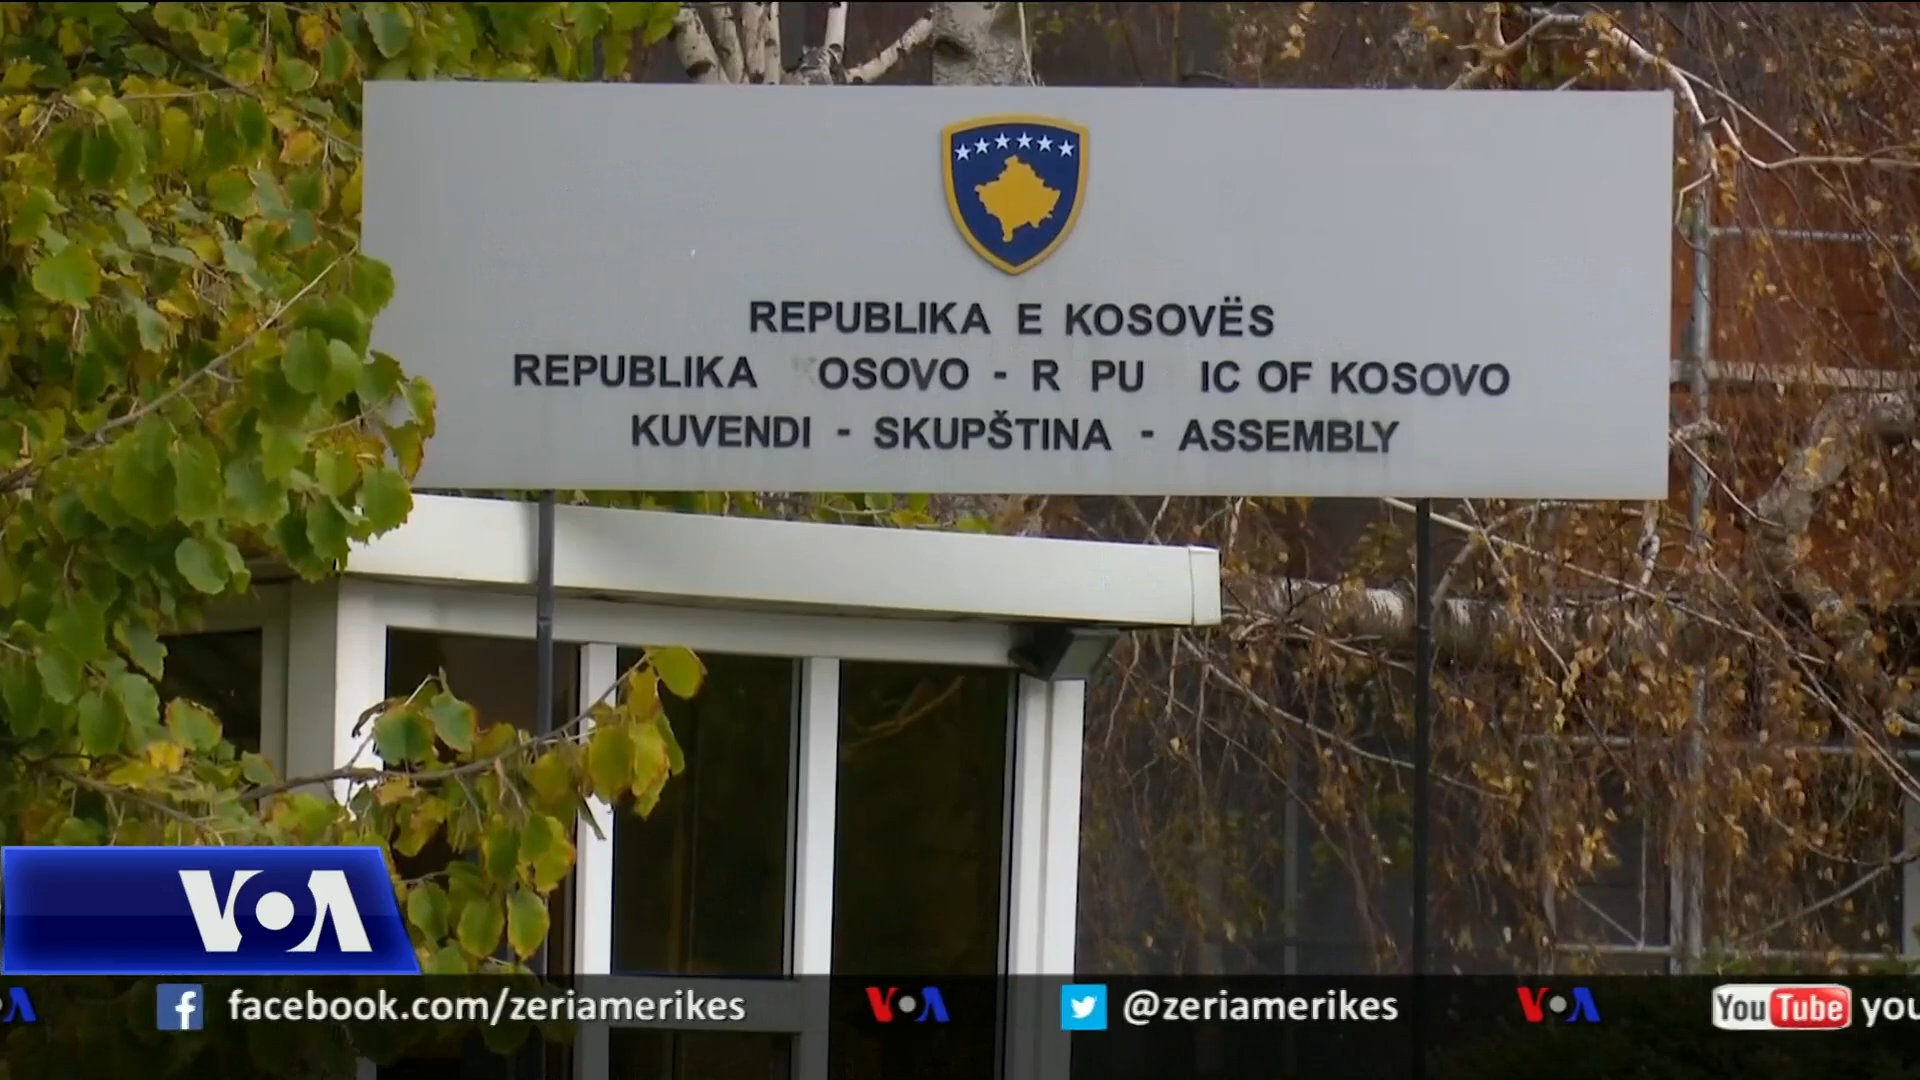 REPUBLIKA E KOSOVËS
REPUBLIKA OSOVO - R PU IC OF KOSOVO
KUVENDI - SKUPŠTINA - ASSEMBLY
VOA
facebook.com/zeriamerikes VOA @zeriamerikes VOA YouTube you